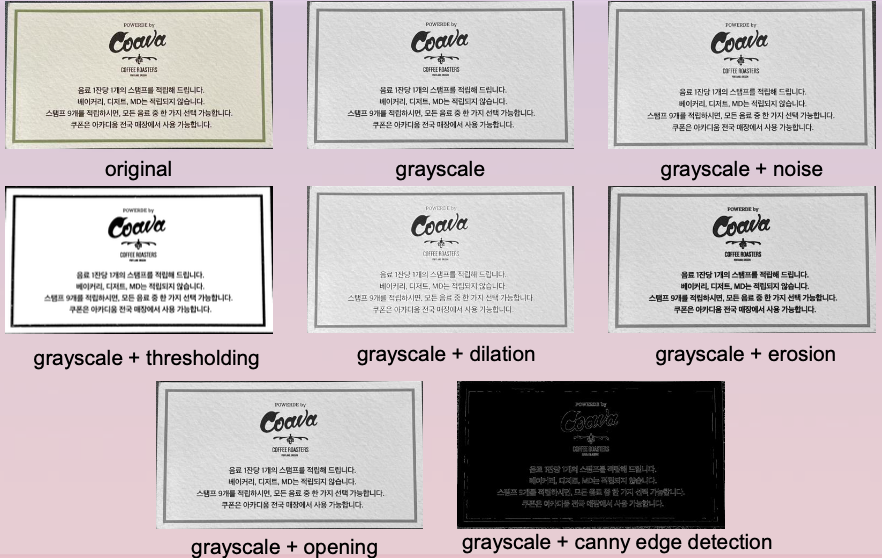 POWERDE by
Coava
COFFEE ROASTERS
음료 1잔당 1개의 스탬프를 적립해 드립니다.
베이커리, 디저트, MD는 적립되지 않습니다.
스탬프 9개를 적립하시면, 모든 음료 중 한 가지 선택 가능합니다.
쿠폰은 아카디움 전국 매장에서 사용 가능합니다.
original
POWERDE by
Coava
COFFEE ROASTERS
음료 1잔당 1개의 스탬프를 적립해 드립니다.
베이커리, 디저트, MD는 적립되지 않습니다.
스탬프 9개를 적립하시면, 모든 음료 중 한 가지 선택 가능합니다.
쿠폰은 아카디움 전국 매장에서 사용 가능합니다.
grayscale
POWERDE by
Coava
COFFEE ROASTERS
음료 1잔당 1개의 스탬프를 적립해 드립니다.
베이커리, 디저트, MD는 적립되지 않습니다.
스탬프 9개를 적립하시면, 모든 음료 중 한 가지 선택 가능합니다.
쿠폰은 아카디움 전국 매장에서 사용 가능합니다.
grayscale + noise
POWERDE by
Coava
COFFEE ROASTERS
음료 1잔당 1개의 스탬프를 적립해 드립니다.
베이커리, 디저트, MD는 적립되지 않습니다.
스탬프 9개를 적립하시면, 모든 음료 중 한 가지 선택 가능합니다.
쿠폰은 아카디움 전국 매장에서 사용 가능합니다.
grayscale + thresholding
POWERDE by
Coava
COFFEE ROASTERS
음료 1잔당 1개의 스탬프를 적립해 드립니다.
베이커리, 디저트, MD는 적립되지 않습니다.
스탬프 9개를 적립하시면, 모든 음료 중 한 가지 선택 가능합니다.
쿠폰은 아카디움 전국 매장에서 사용 가능합니다.
grayscale + dilation
POWERDE by
Coava
COFFEE ROASTERS
음료 1잔당 1개의 스탬프를 적립해 드립니다.
베이커리, 디저트, MD는 적립되지 않습니다.
스탬프 9개를 적립하시면, 모든 음료 중 한 가지 선택 가능합니다.
쿠폰은 아카디움 전국 매장에서 사용 가능합니다.
grayscale + erosion
POWERDE by
Coava
COFFEE ROASTERS
음료 1잔당 1개의 스탬프를 적립해 드립니다.
베이커리, 디저트, MD는 적립되지 않습니다.
스탬프 9개를 적립하시면, 모든 음료 중 한 가지 선택 가능합니다.
쿠폰은 아카디움 전국 매장에서 사용 가능합니다.
grayscale + opening
POWERDE by
Coava
COFFEE ROASTERS
음료 1잔당 1개의 스탬프를 적립해 드립니다.
베이커리, 디저트, MD는 적립되지 않습니다.
스탬프 9개를 적립하시면, 모든 음료 중 한 가지 선택 가능합니다.
쿠폰은 아카디움 전국 매장에서 사용 가능합니다.
grayscale + canny edge detection